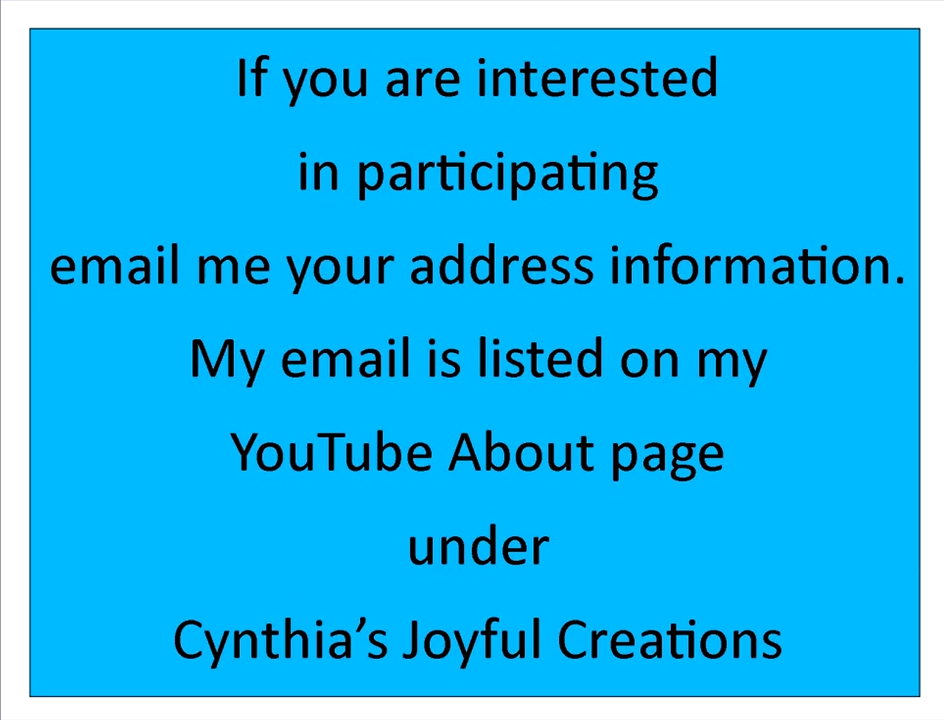 If you are interested
in participating
email me your address information.
My email is listed on my
YouTube About page
under
Cynthia’s Joyful Creations